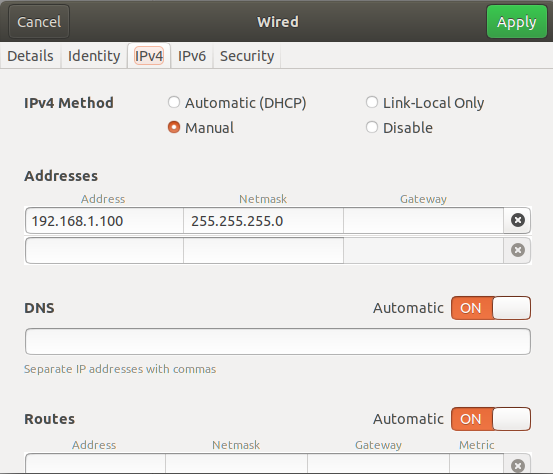 Cancel Wired Apply
Details Identity IPv4 IPv6 Security
IPv4 Method Automatic (DHCP) Link-Local Only
Manual Disable
Addresses
Address Netmask Gateway
192.168.1.100 255.255.255.0
DNS Automatic ON
Separate IP addresses with commas
Routes Automatic ON
Address Netmask Gateway Metric